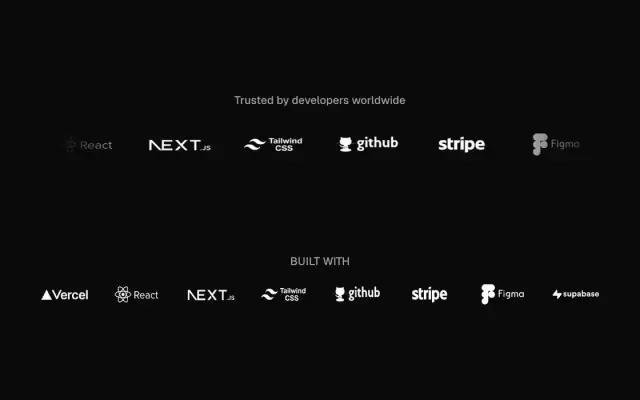 Trusted by developers worldwide
React NEXT.JS Tailwind CSS github stripe Figma
BUILT WITH
Vercel React NEXT.JS Tailwind CSS github stripe Figma supabase